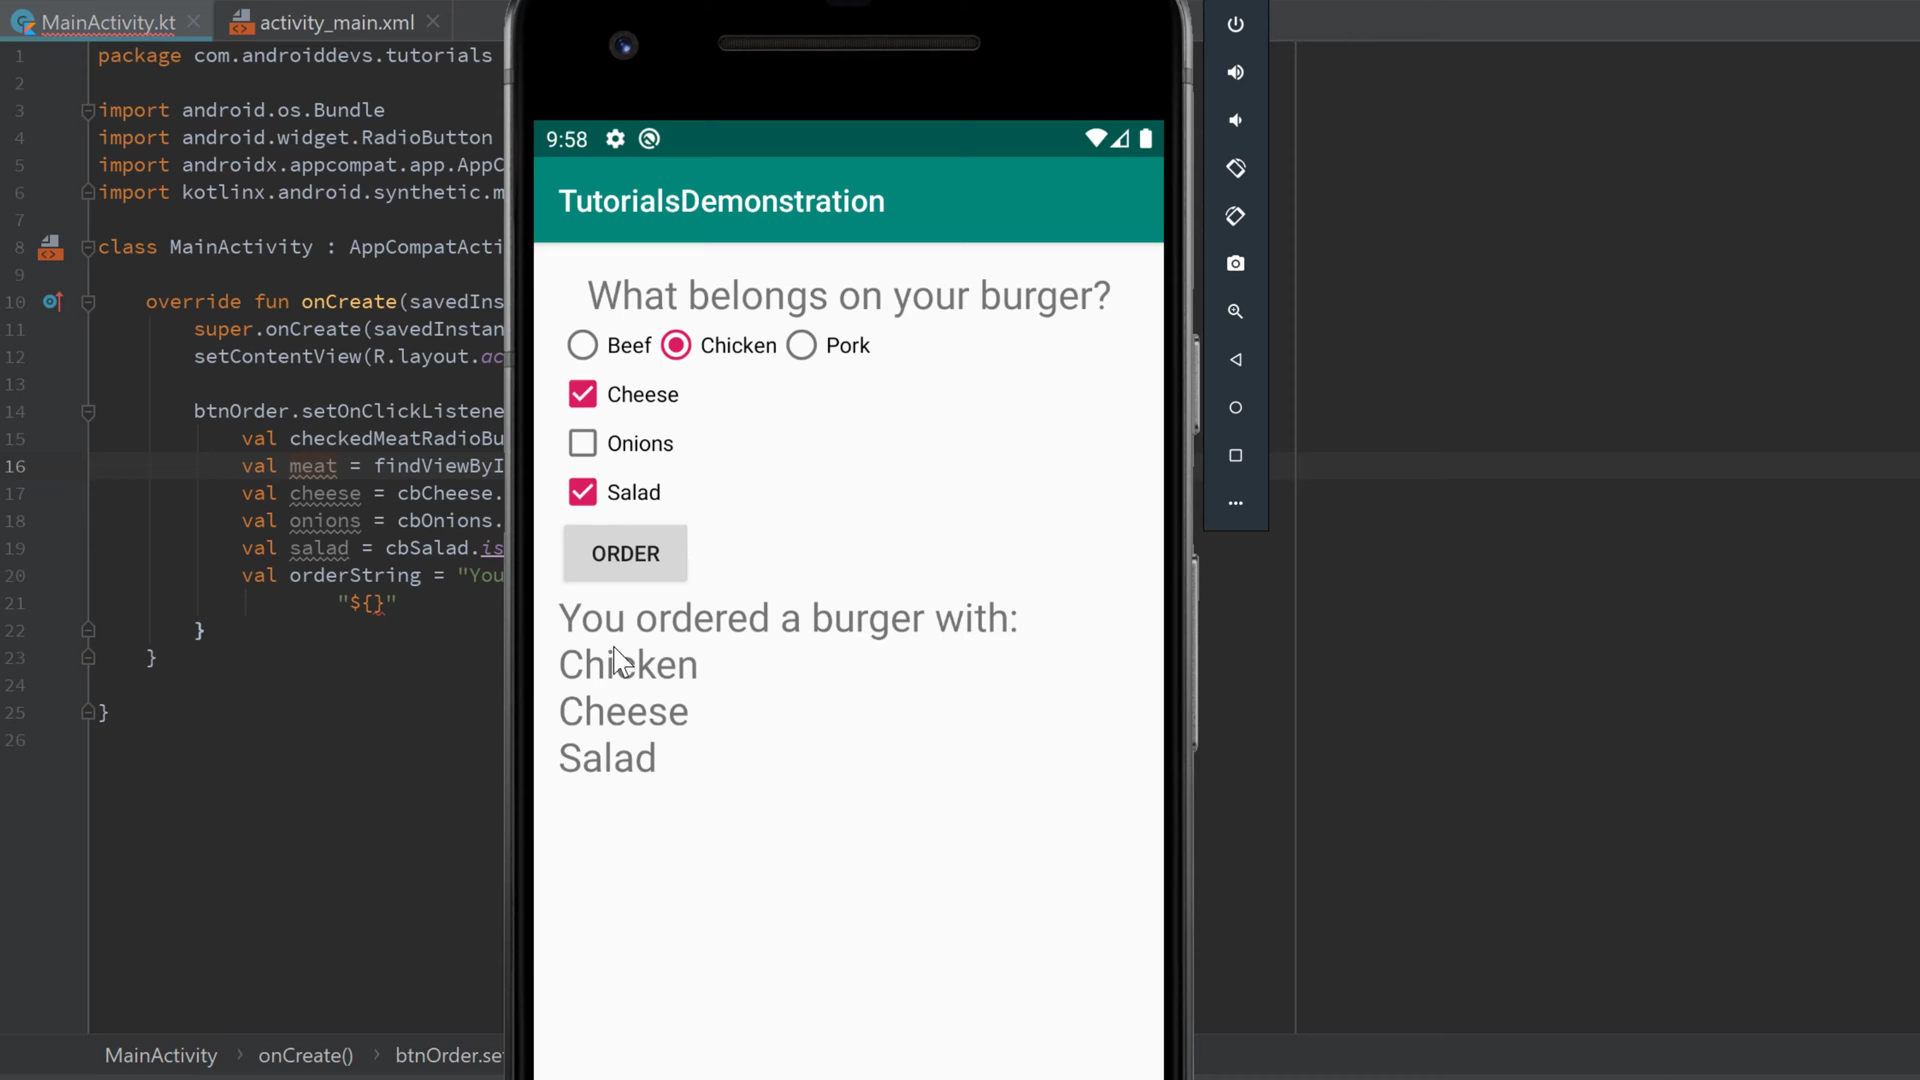 MainActivity.kt
activity_main.xml
1 package com.androiddevs.tutorials
2
3 import android.os.Bundle
4 import android.widget.RadioButton
5 import androidx.appcompat.app.AppC
6 import kotlinx.android.synthetic.m
7
8 class MainActivity : AppCompatActi
9
10 override fun onCreate(savedIns
11 super.onCreate(savedInstan
12 setContentView(R.layout.ac
13
14 btnOrder.setOnClickListene
15 val checkedMeatRadioBu
16 val meat = findViewByI
17 val cheese = cbCheese.
18 val onions = cbOnions.
19 val salad = cbSalad.is
20 val orderString = "You
21 "${}"
22 }
23 }
24
25 }
26
MainActivity › onCreate() › btnOrder.se
9:58
TutorialsDemonstration
What belongs on your burger?
Beef Chicken Pork
Cheese
Onions
Salad
ORDER
You ordered a burger with:
Chicken
Cheese
Salad